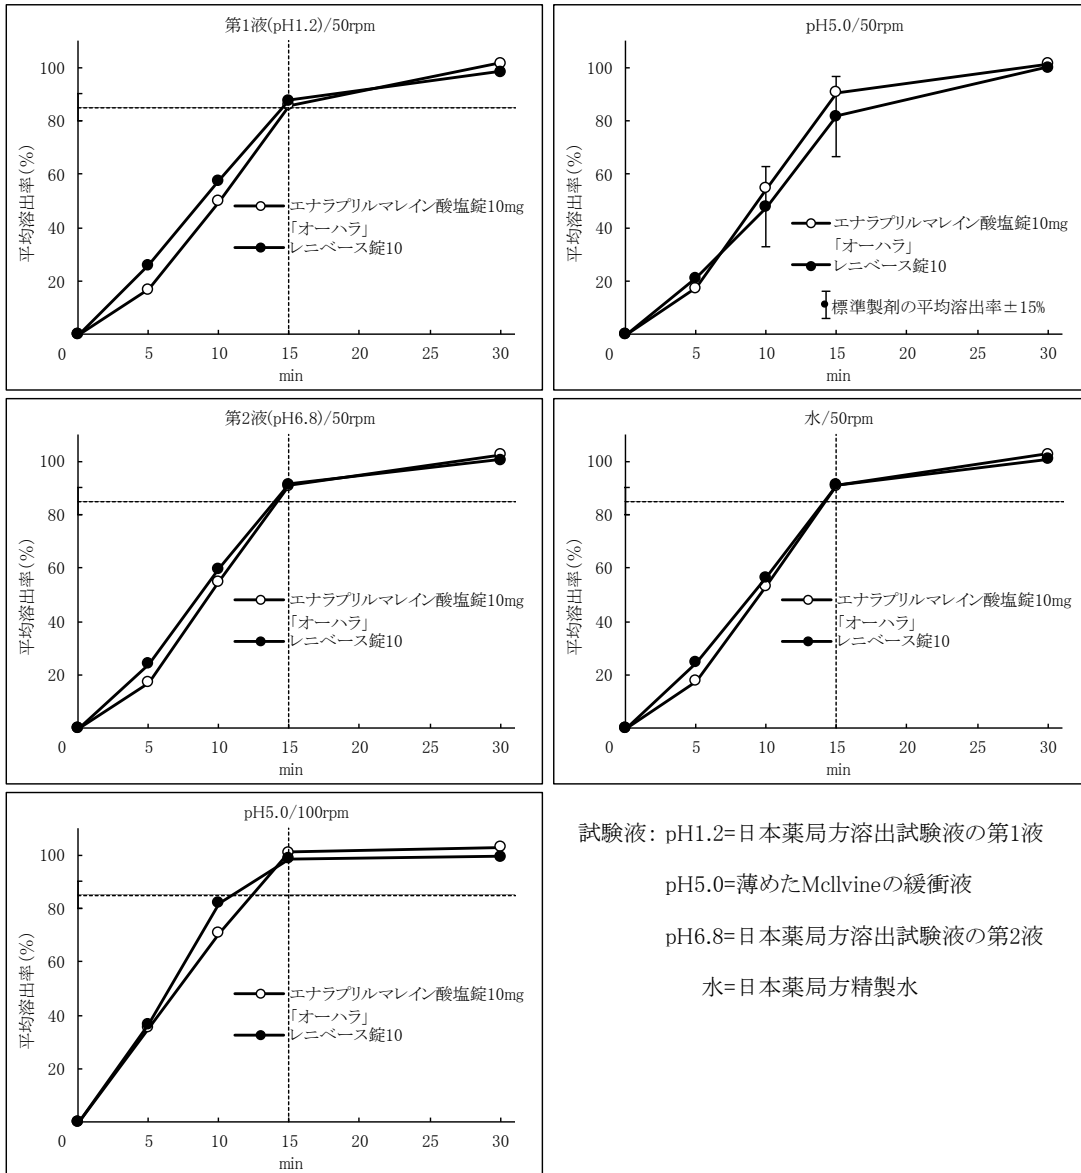 第1液(pH1.2)/50rpm
平均溶出率(%)
100
80
60
40
20
0
5
10
15
20
25
30
min
エナラプリルマレイン酸塩錠10mg
「オーハラ」
レニベース錠10
pH5.0/50rpm
平均溶出率(%)
100
80
60
40
20
0
5
10
15
20
25
30
min
エナラプリルマレイン酸塩錠10mg
「オーハラ」
レニベース錠10
標準製剤の平均溶出率±15%
第2液(pH6.8)/50rpm
平均溶出率(%)
100
80
60
40
20
0
5
10
15
20
25
30
min
エナラプリルマレイン酸塩錠10mg
「オーハラ」
レニベース錠10
水/50rpm
平均溶出率(%)
100
80
60
40
20
0
5
10
15
20
25
30
min
エナラプリルマレイン酸塩錠10mg
「オーハラ」
レニベース錠10
pH5.0/100rpm
平均溶出率(%)
100
80
60
40
20
0
5
10
15
20
25
30
min
エナラプリルマレイン酸塩錠10mg
「オーハラ」
レニベース錠10
試験液: pH1.2=日本薬局方溶出試験液の第1液
pH5.0=薄めたMcllvineの緩衝液
pH6.8=日本薬局方溶出試験液の第2液
水=日本薬局方精製水